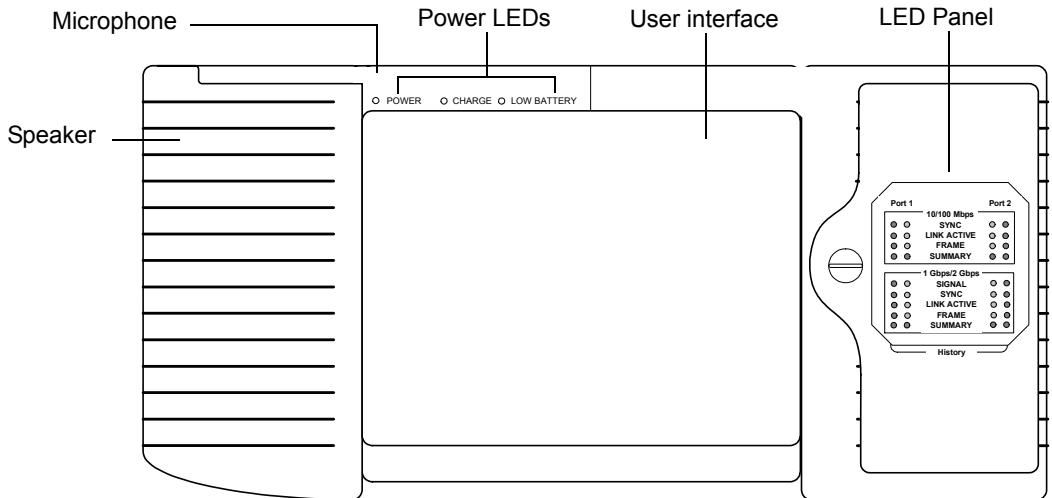 Microphone
Power LEDs
User interface
LED Panel
POWER CHARGE LOW BATTERY
Speaker
Port 1 Port 2
10/100 Mbps
SYNC
LINK ACTIVE
FRAME
SUMMARY
1 Gbps/2 Gbps
SIGNAL
SYNC
LINK ACTIVE
FRAME
SUMMARY
History